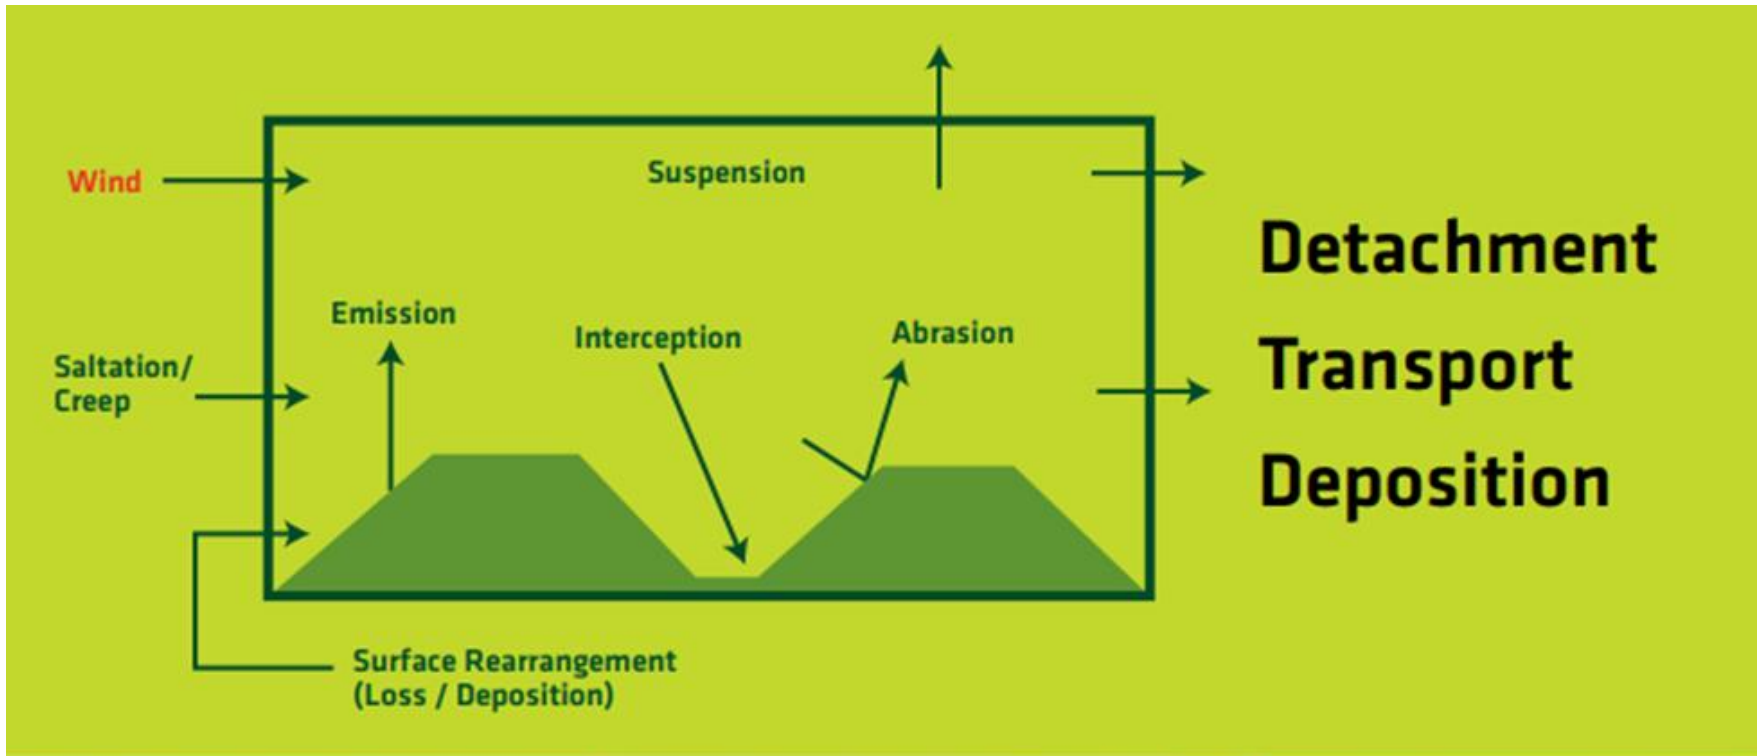 Wind
Suspension
Emission
Interception
Abrasion
Saltation/
Creep
Surface Rearrangement
(Loss / Deposition)
Detachment
Transport
Deposition